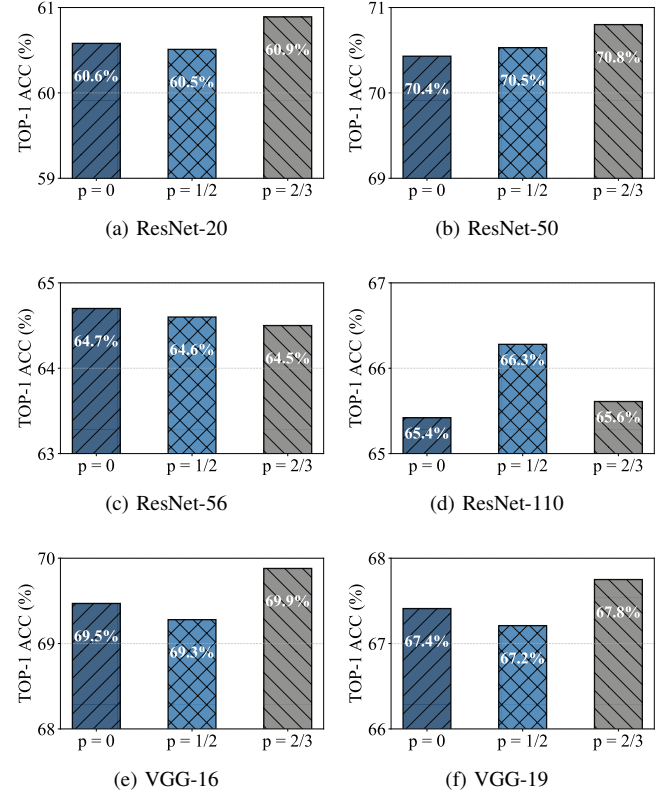 TOP-1 ACC (%)
61
60
59
60.6%
60.5%
60.9%
p = 0
p = 1/2
p = 2/3
(a) ResNet-20
TOP-1 ACC (%)
71
70
69
70.4%
70.5%
70.8%
p = 0
p = 1/2
p = 2/3
(b) ResNet-50
TOP-1 ACC (%)
65
64
63
64.7%
64.6%
64.5%
p = 0
p = 1/2
p = 2/3
(c) ResNet-56
TOP-1 ACC (%)
67
66
65
65.4%
66.3%
65.6%
p = 0
p = 1/2
p = 2/3
(d) ResNet-110
TOP-1 ACC (%)
70
69
68
69.5%
69.3%
69.9%
p = 0
p = 1/2
p = 2/3
(e) VGG-16
TOP-1 ACC (%)
68
67
66
67.4%
67.2%
67.8%
p = 0
p = 1/2
p = 2/3
(f) VGG-19